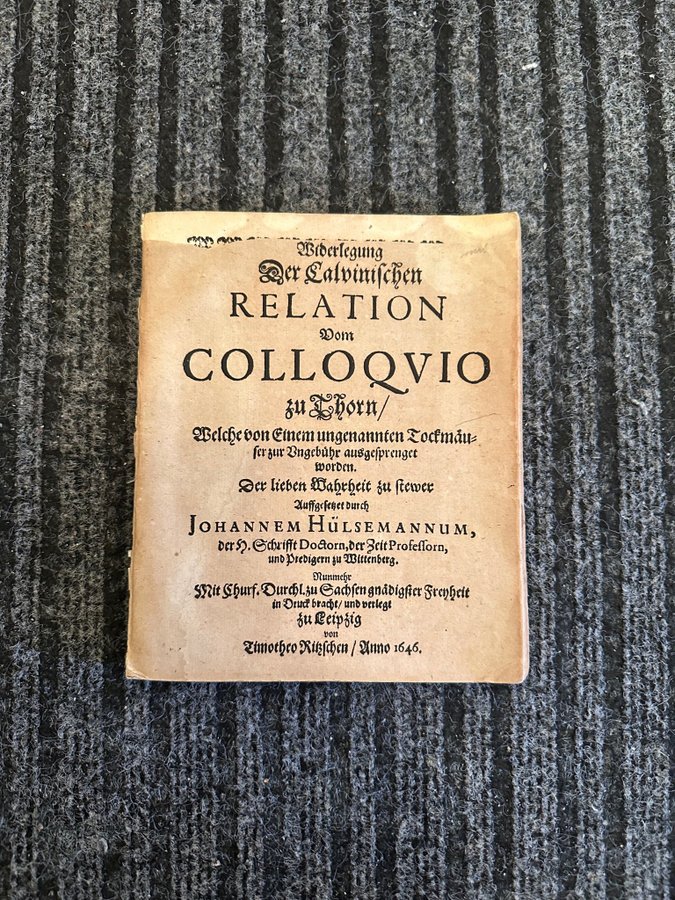 Widerlegung
Der Calvinischen
RELATION
Vom
COLLOQVIO
zu Thorn/
Welche von Einem ungenannten Tockmäu-
ser zur Vngebühr ausgesprenget
worden.
Der lieben Wahrheit zu stewer
Auffgesetzet durch
JOHANNEM HÜLSEMANNUM,
der H. Schrifft Doctorn, der Zeit Professorn,
und Predigern zu Wittenberg.
Nunmehr
Mit Churf. Durchl. zu Sachsen gnädigster Freyheit
in Druck bracht/ und verlegt
zu Leipzig
von
Timotheo Ritzschen / Anno 1646.